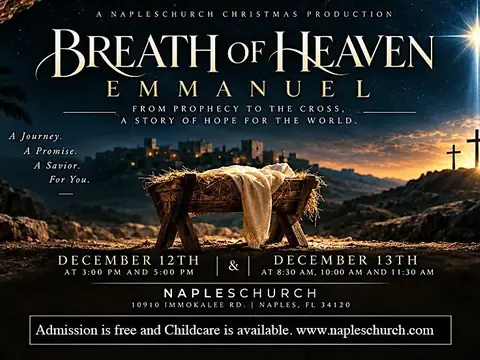 A NAPLESCHURCH CHRISTMAS PRODUCTION
BREATH OF HEAVEN
EMMANUEL
FROM PROPHECY TO THE CROSS,
A STORY OF HOPE FOR THE WORLD.
A Journey.
A Promise.
A Savior.
For You.
DECEMBER 12TH
AT 3:00 PM AND 5:00 PM
&
DECEMBER 13TH
AT 8:30 AM, 10:00 AM AND 11:30 AM
NAPLESCHURCH
10910 IMMOKALEE RD. | NAPLES, FL 34120
Admission is free and Childcare is available. www.napleschurch.com